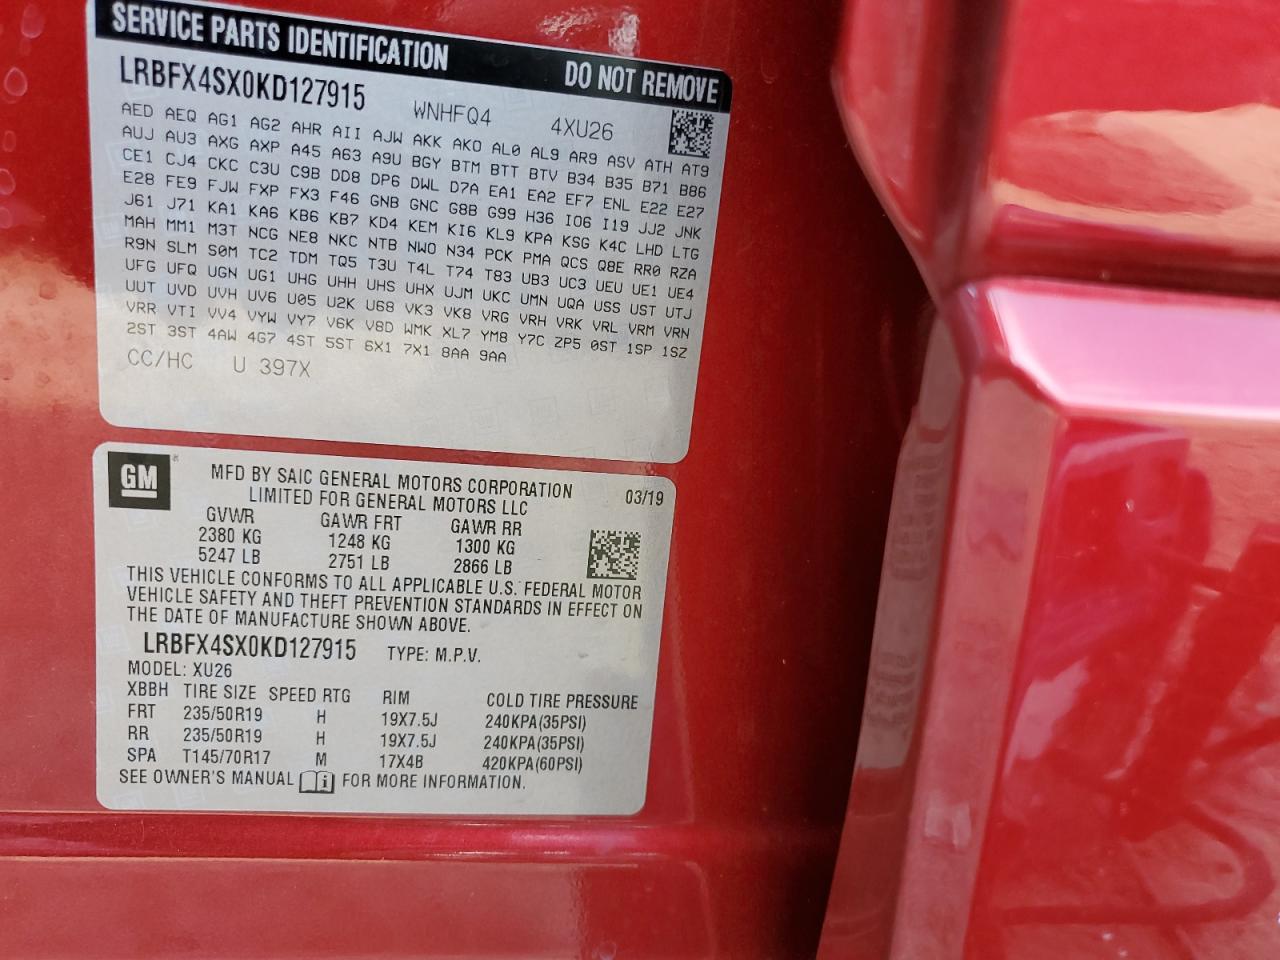 SERVICE PARTS IDENTIFICATION DO NOT REMOVE
LRBFX4SX0KD127915 WNHFQ4 4XU26
AED AEQ AG1 AG2 AHR AII AJW AKK AKO AL0 AL9 AR9 ASV ATH AT9
AUJ AU3 AXG AXP A45 A63 A9U BGY BTM BTT BTV B34 B35 B71 B86
CE1 CJ4 CKC C3U C9B DD8 DP6 DWL D7A EA1 EA2 EF7 ENL E22 E27
E28 FE9 FJW FXP FX3 F46 GNB GNC G8B G99 H36 I06 I19 JJ2 JNK
J61 J71 KA1 KA6 KB6 KB7 KD4 KEM KI6 KL9 KPA KSG K4C LHD LTG
MAH MM1 M3T NCG NE8 NKC NTB NWO N34 PCK PMA QCS Q8E RR0 RZA
R9N SLM S0M TC2 TDM TQ5 T3U T4L T74 T83 UB3 UC3 UEU UE1 UE4
UFG UFQ UGN UG1 UHG UHH UHS UHX UJM UKC UMN UQA USS UST UTJ
UUT UVD UVH UV6 U05 U2K U68 VK3 VK8 VRG VRH VRK VRL VRM VRN
VRR VTI VV4 VYW VY7 V6K V8D WMK XL7 YM8 Y7C ZP5 0ST 1SP 1SZ
2ST 3ST 4AW 4G7 4ST 5ST 6X1 7X1 8AA 9AA
CC/HC U 397X
GM
MFD BY SAIC GENERAL MOTORS CORPORATION 03/19
LIMITED FOR GENERAL MOTORS LLC
GVWR GAWR FRT GAWR RR
2380 KG 1248 KG 1300 KG
5247 LB 2751 LB 2866 LB
THIS VEHICLE CONFORMS TO ALL APPLICABLE U.S. FEDERAL MOTOR
VEHICLE SAFETY AND THEFT PREVENTION STANDARDS IN EFFECT ON
THE DATE OF MANUFACTURE SHOWN ABOVE.
LRBFX4SX0KD127915 TYPE: M.P.V.
MODEL: XU26
XBBH TIRE SIZE SPEED RTG RIM COLD TIRE PRESSURE
FRT 235/50R19 H 19X7.5J 240KPA(35PSI)
RR 235/50R19 H 19X7.5J 240KPA(35PSI)
SPA T145/70R17 M 17X4B 420KPA(60PSI)
SEE OWNER'S MANUAL FOR MORE INFORMATION.